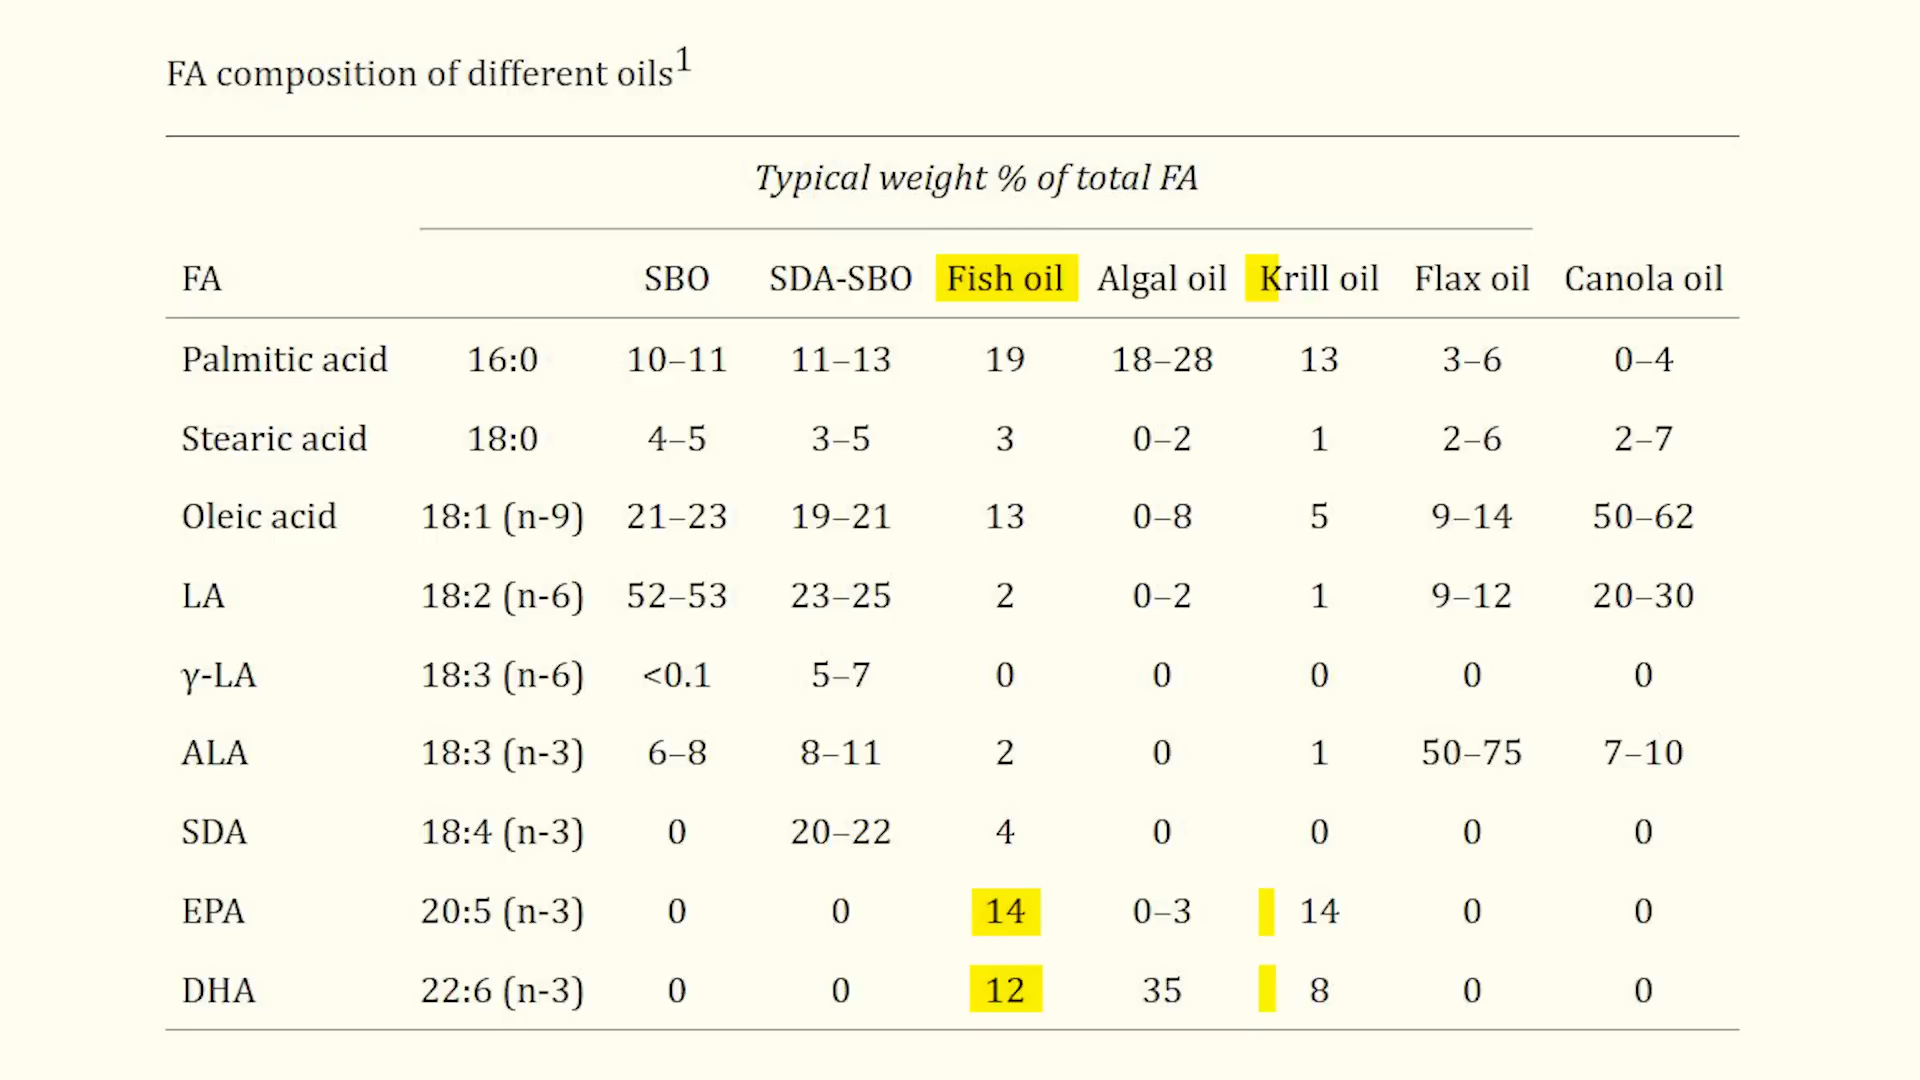 FA composition of different oils1
Typical weight % of total FA
FA SBO SDA-SBO Fish oil Algal oil Krill oil Flax oil Canola oil
Palmitic acid 16:0 10–11 11–13 19 18–28 13 3–6 0–4
Stearic acid 18:0 4–5 3–5 3 0–2 1 2–6 2–7
Oleic acid 18:1 (n-9) 21–23 19–21 13 0–8 5 9–14 50–62
LA 18:2 (n-6) 52–53 23–25 2 0–2 1 9–12 20–30
γ-LA 18:3 (n-6) <0.1 5–7 0 0 0 0 0
ALA 18:3 (n-3) 6–8 8–11 2 0 1 50–75 7–10
SDA 18:4 (n-3) 0 20–22 4 0 0 0 0
EPA 20:5 (n-3) 0 0 14 0–3 14 0 0
DHA 22:6 (n-3) 0 0 12 35 8 0 0